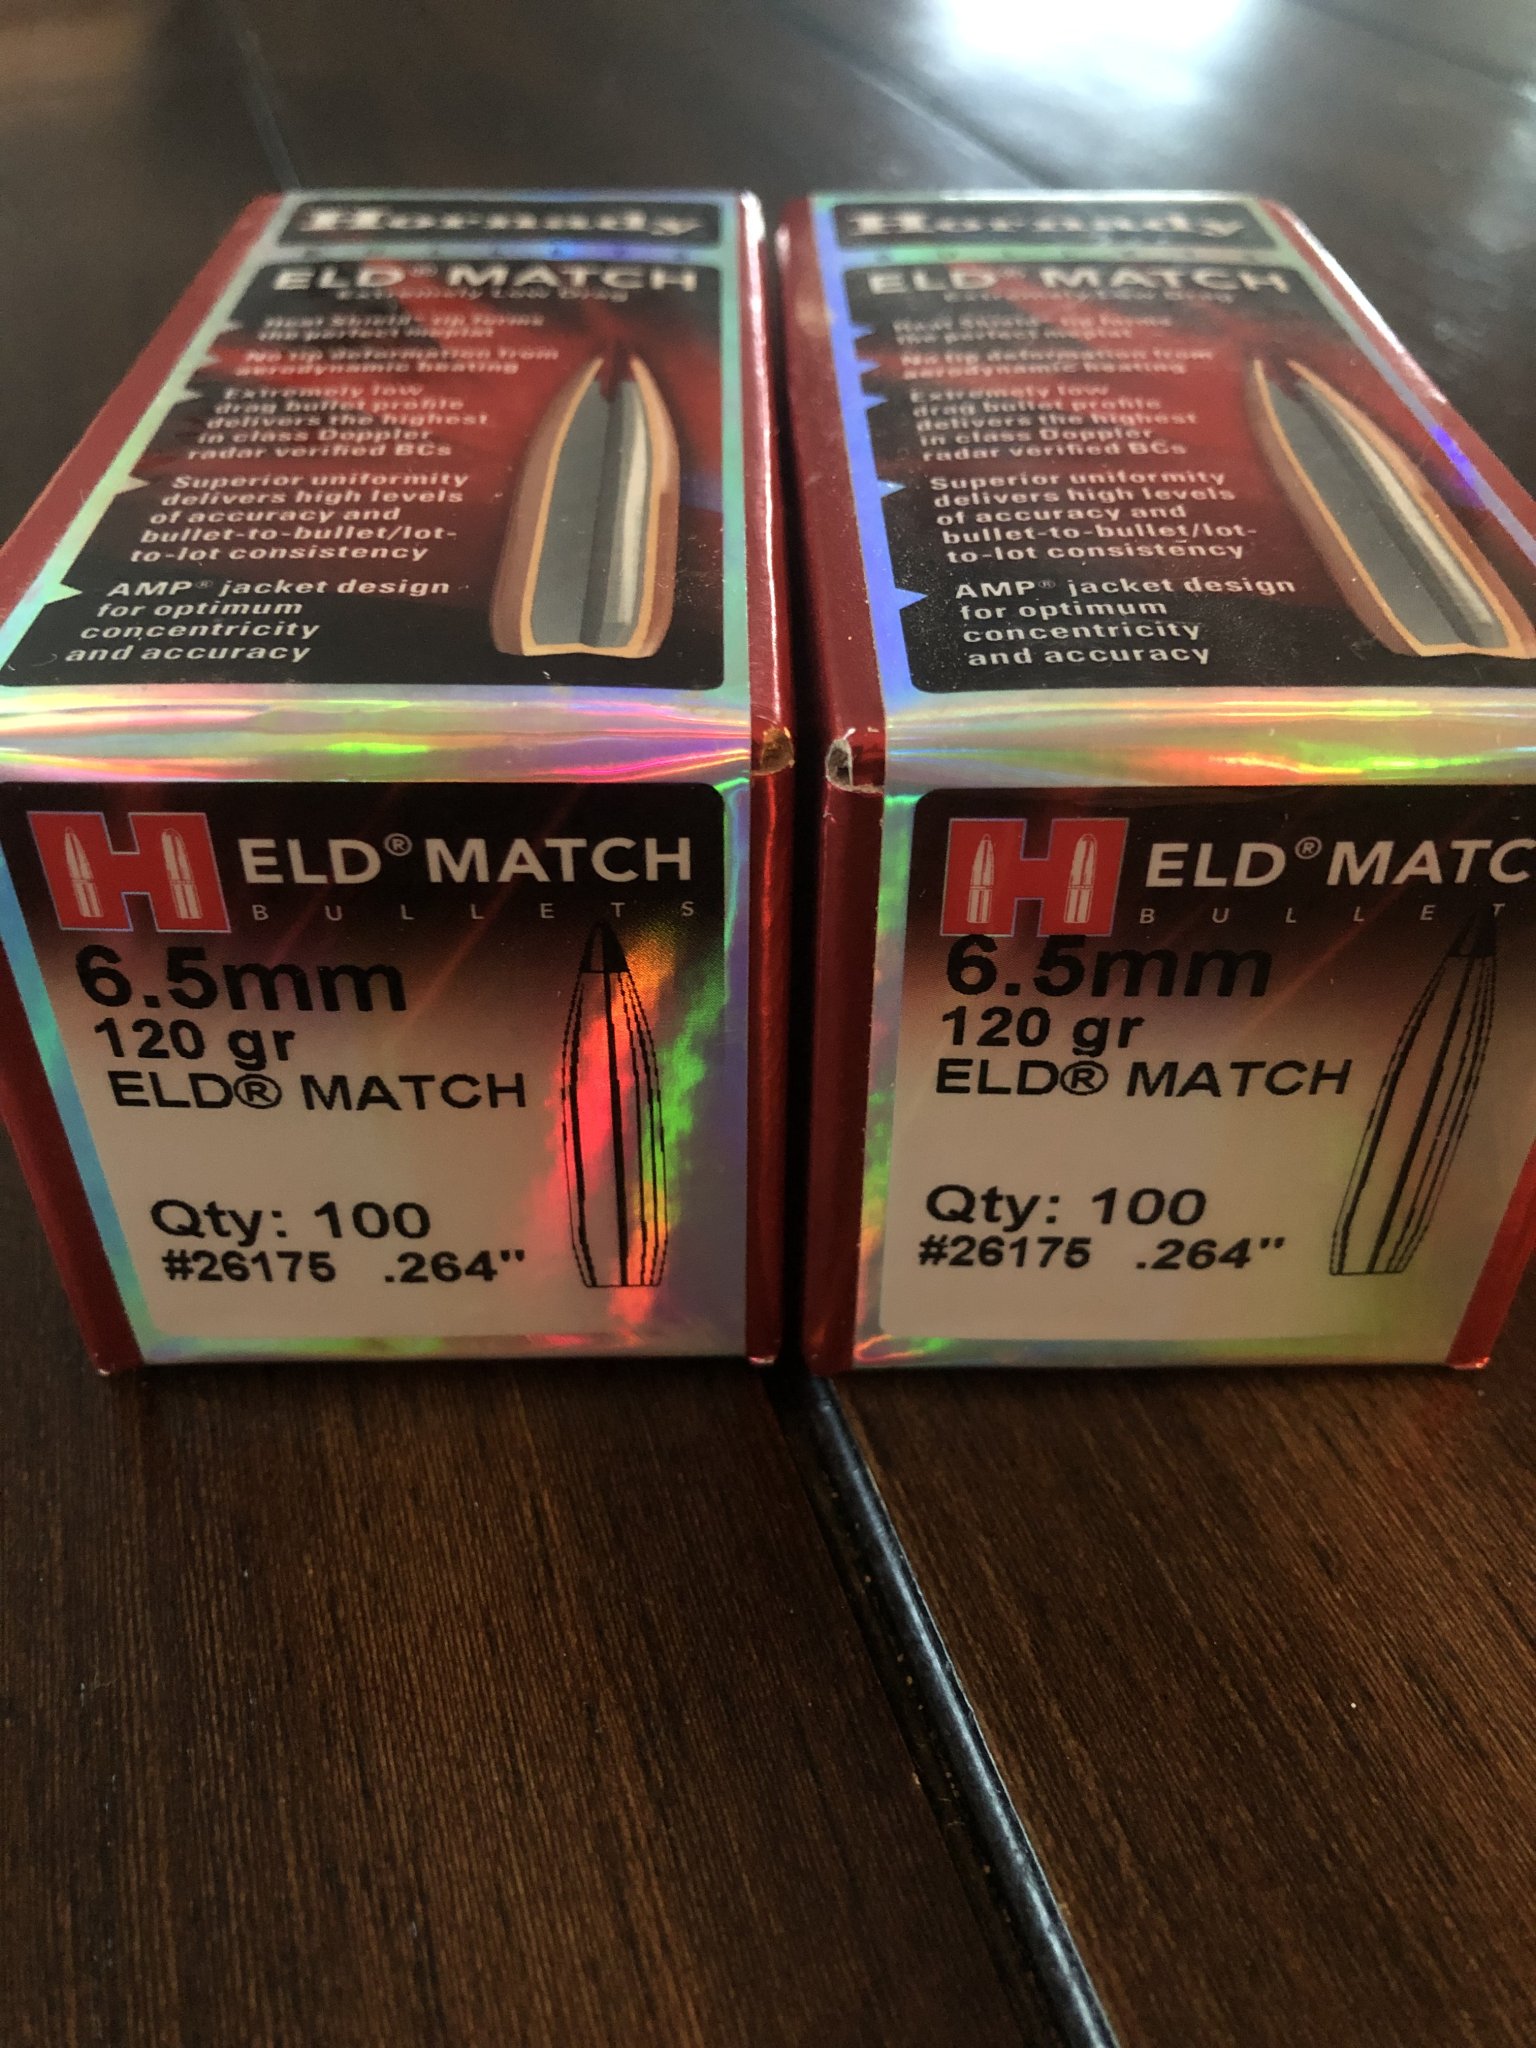 Hornady
ELD® MATCH
Extremely Low Drag
Heat Shield® tip forms
the perfect meplat
No tip deformation from
aerodynamic heating
Extremely low
drag bullet profile
delivers the highest
in class Doppler
radar verified BCs
Superior uniformity
delivers high levels
of accuracy and
bullet-to-bullet/lot-
to-lot consistency
AMP® jacket design
for optimum
concentricity
and accuracy
H ELD® MATCH
BULLETS
6.5mm
120 gr
ELD® MATCH
Qty: 100
#26175 .264"
Hornady
ELD® MATCH
Extremely Low Drag
Heat Shield® tip forms
the perfect meplat
No tip deformation from
aerodynamic heating
Extremely low
drag bullet profile
delivers the highest
in class Doppler
radar verified BCs
Superior uniformity
delivers high levels
of accuracy and
bullet-to-bullet/lot-
to-lot consistency
AMP® jacket design
for optimum
concentricity
and accuracy
H ELD® MATC
BULLET
6.5mm
120 gr
ELD® MATCH
Qty: 100
#26175 .264"